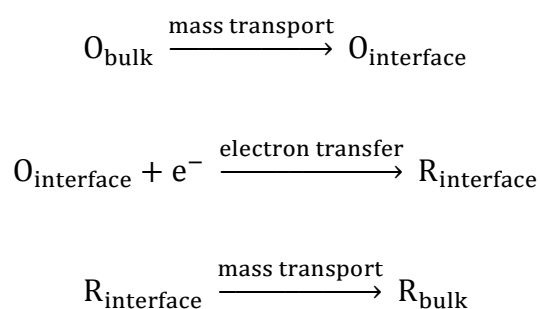 mass transport
O_bulk ⟶ O_interface
electron transfer
O_interface + e⁻ ⟶ R_interface
mass transport
R_interface ⟶ R_bulk